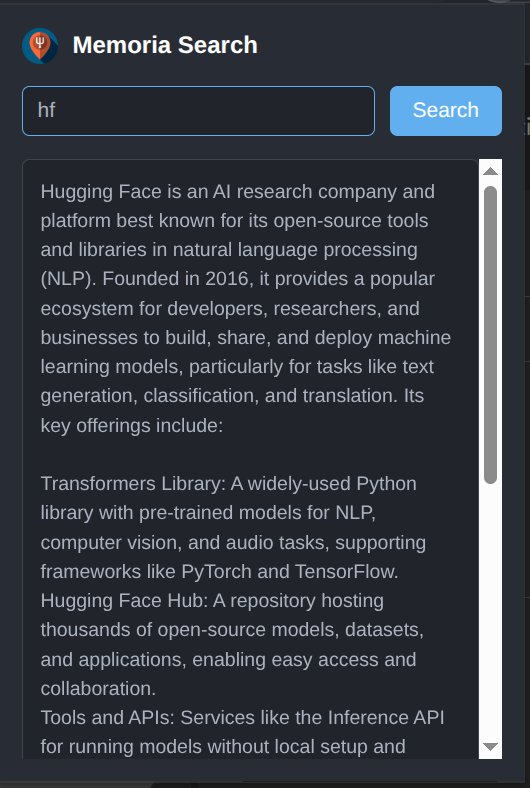 Memoria Search
hf
Search
Hugging Face is an AI research company and
platform best known for its open-source tools
and libraries in natural language processing
(NLP). Founded in 2016, it provides a popular
ecosystem for developers, researchers, and
businesses to build, share, and deploy machine
learning models, particularly for tasks like text
generation, classification, and translation. Its
key offerings include:
Transformers Library: A widely-used Python
library with pre-trained models for NLP,
computer vision, and audio tasks, supporting
frameworks like PyTorch and TensorFlow.
Hugging Face Hub: A repository hosting
thousands of open-source models, datasets,
and applications, enabling easy access and
collaboration.
Tools and APIs: Services like the Inference API
for running models without local setup and